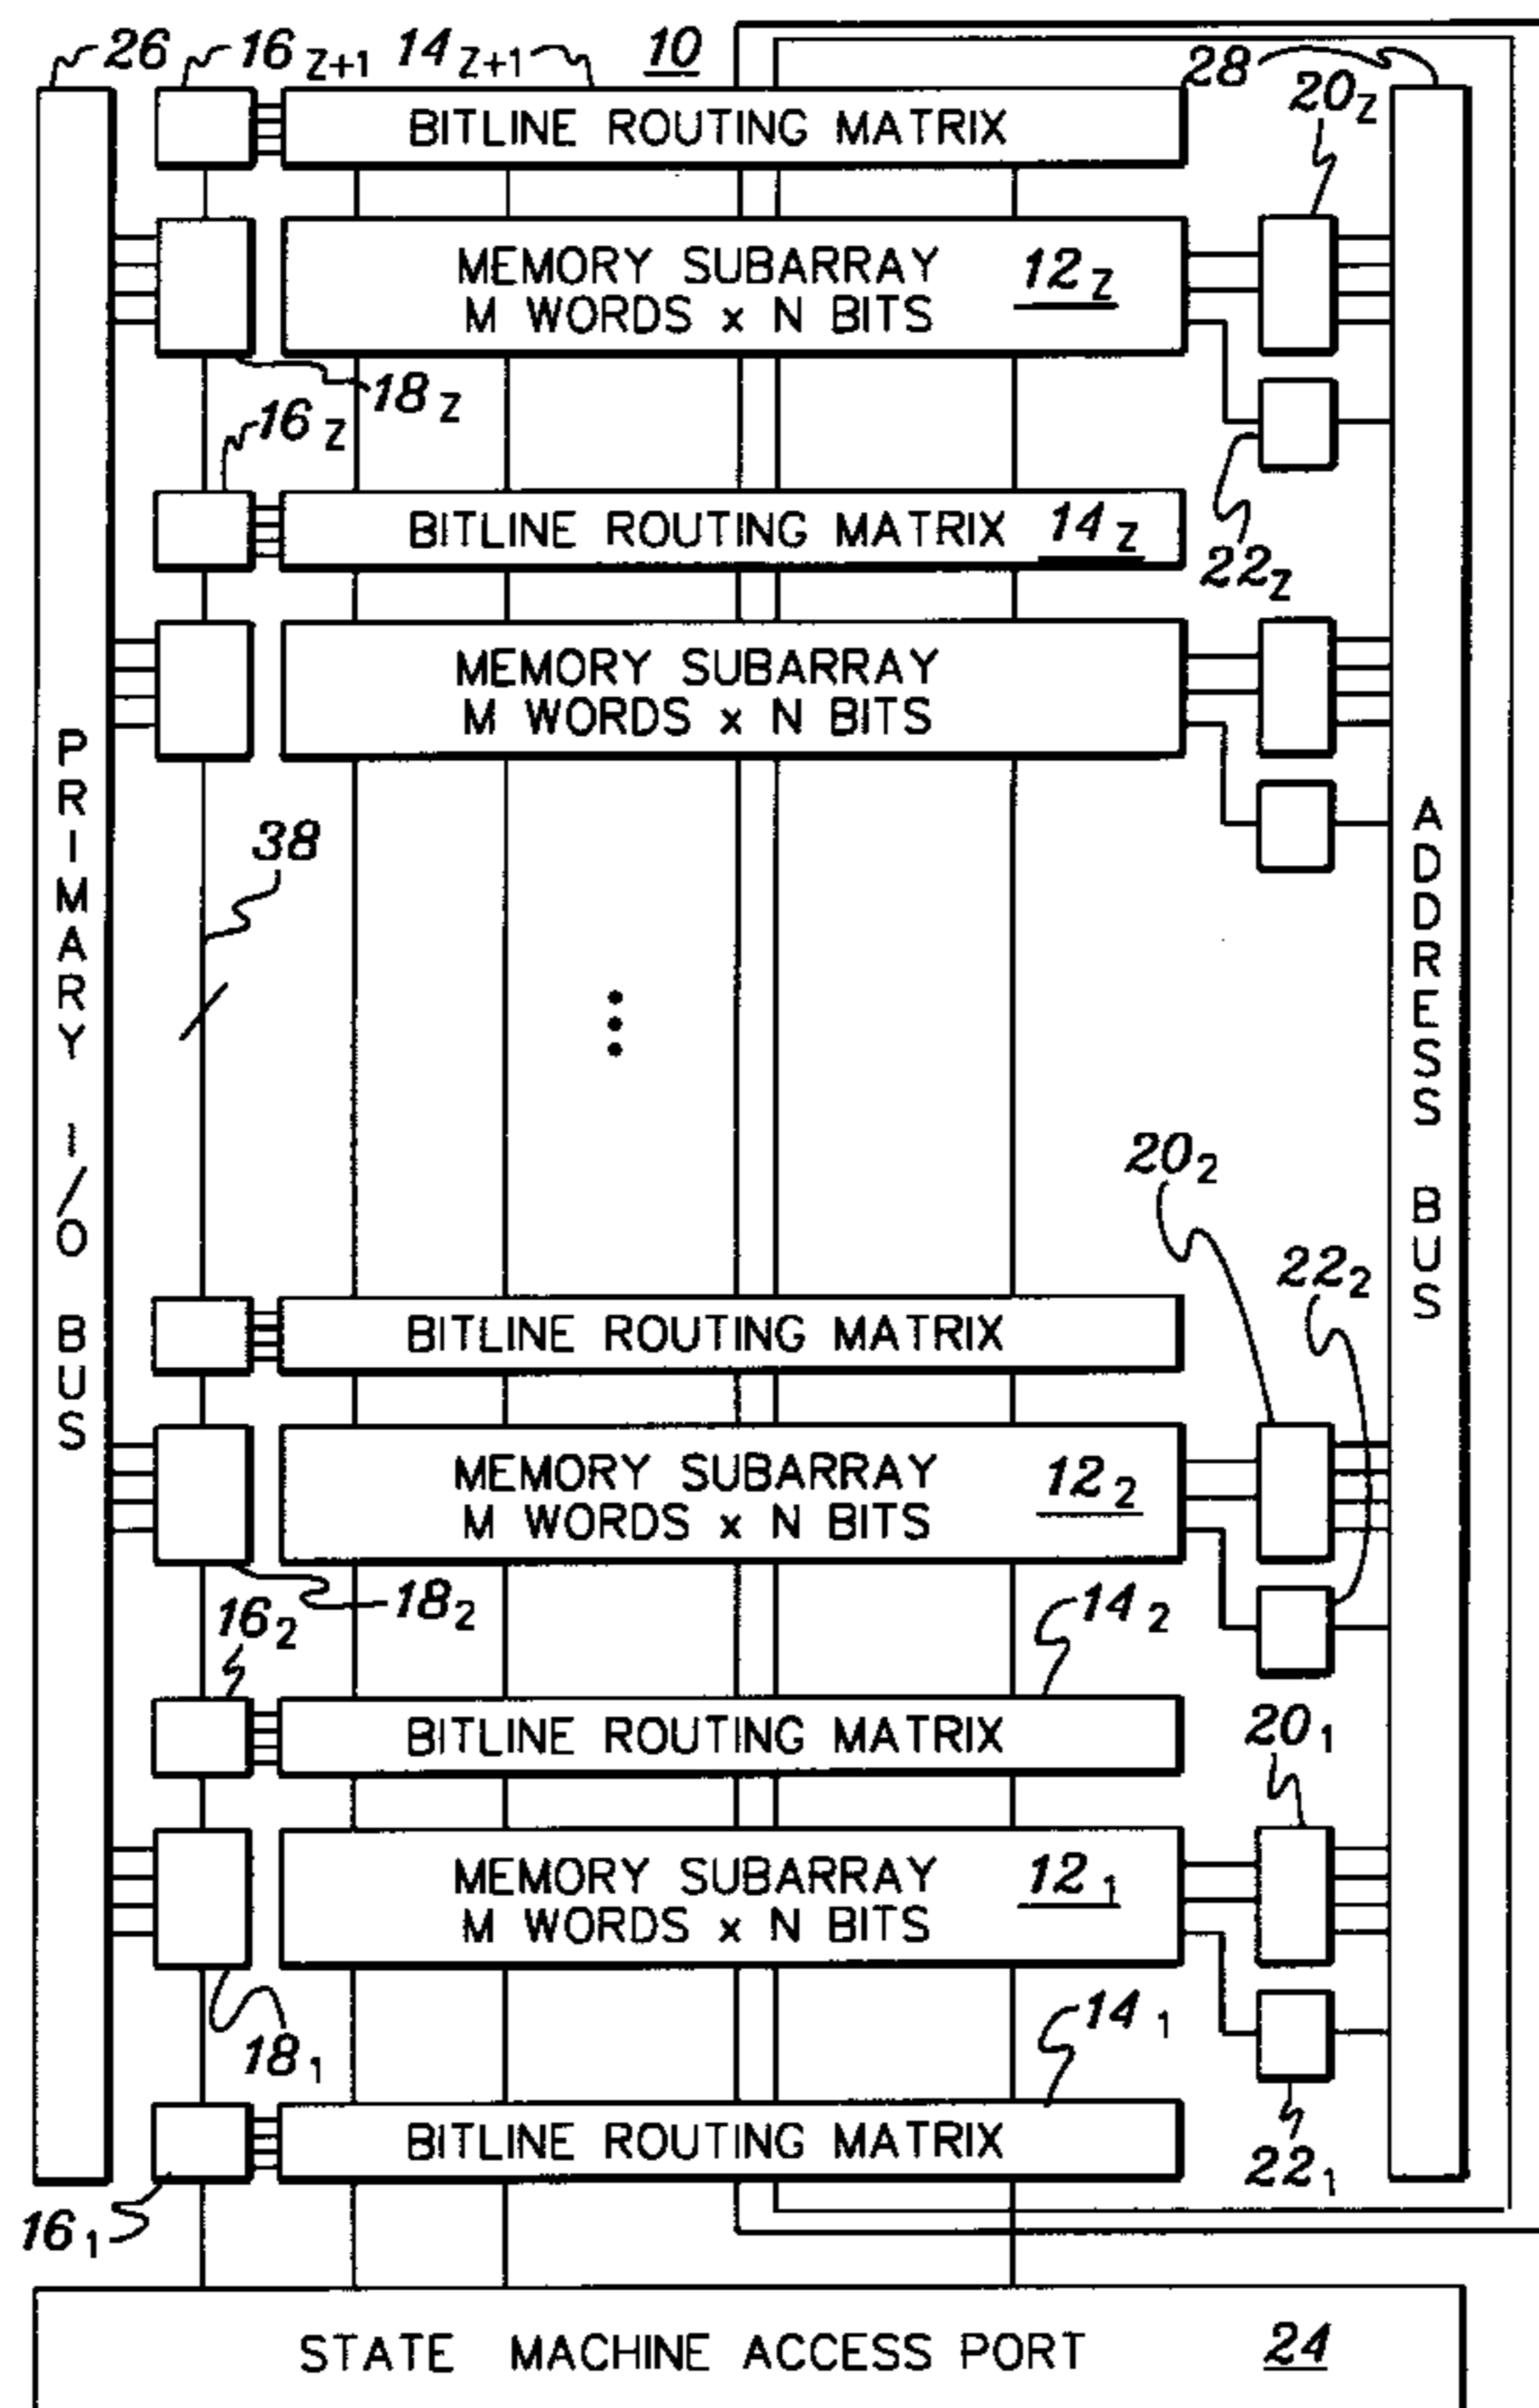 26 16Z+1 14Z+1 10 28 20Z
BITLINE ROUTING MATRIX
MEMORY SUBARRAY 12Z
M WORDS x N BITS
18Z
16Z
BITLINE ROUTING MATRIX 14Z
22Z
MEMORY SUBARRAY
M WORDS x N BITS
PRIMARY I/O BUS
ADDRESS BUS
38
202
222
BITLINE ROUTING MATRIX
MEMORY SUBARRAY 122
M WORDS x N BITS
162 182 142
BITLINE ROUTING MATRIX
201
MEMORY SUBARRAY 121
M WORDS x N BITS
181 141
BITLINE ROUTING MATRIX
221
161
STATE MACHINE ACCESS PORT 24